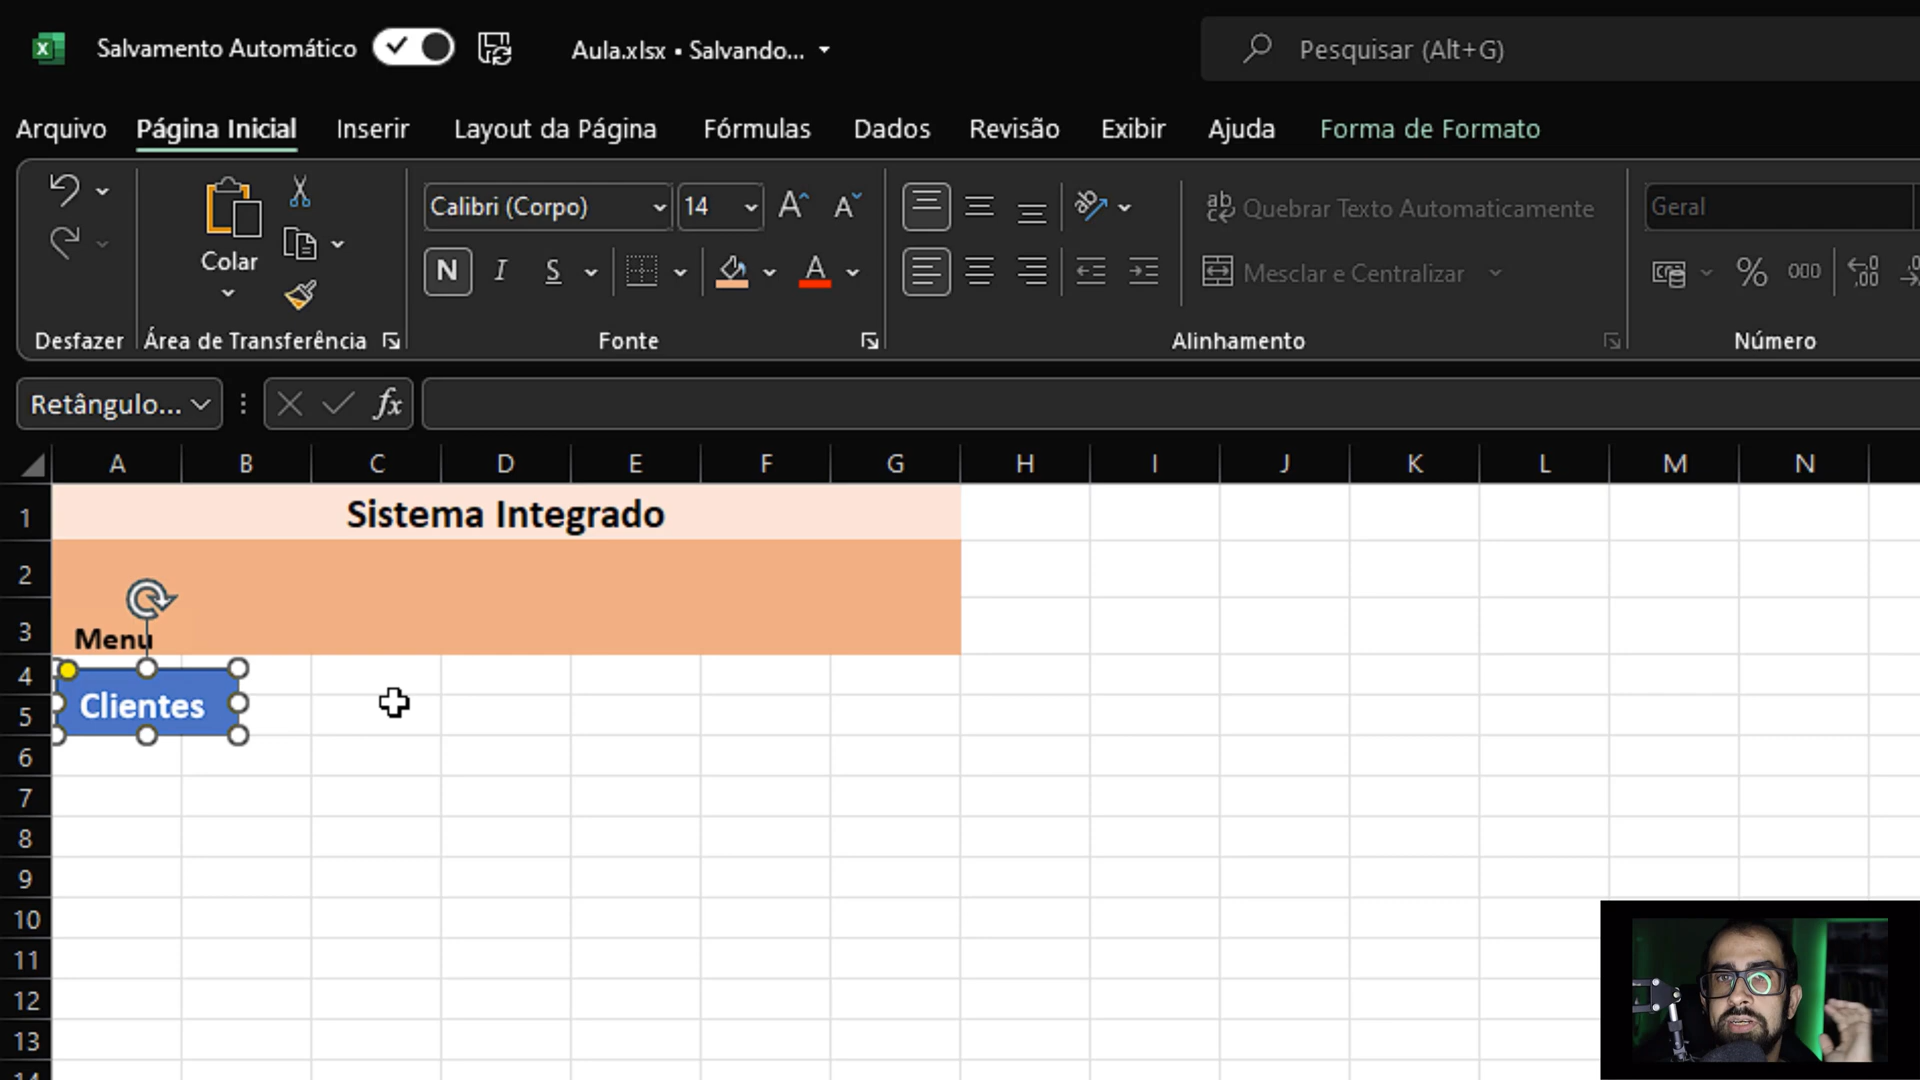 Salvamento Automático
Aula.xlsx • Salvando...
Pesquisar (Alt+G)
Arquivo Página Inicial Inserir Layout da Página Fórmulas Dados Revisão Exibir Ajuda Forma de Formato
Calibri (Corpo) 14 Quebrar Texto Automaticamente Geral
Colar N I S A Mesclar e Centralizar % 000
Desfazer Área de Transferência Fonte Alinhamento Número
Retângulo... fx
A B C D E F G H I J K L M N
1 Sistema Integrado
2
3 Menu
4
Clientes
5
6
7
8
9
10
11
12
13